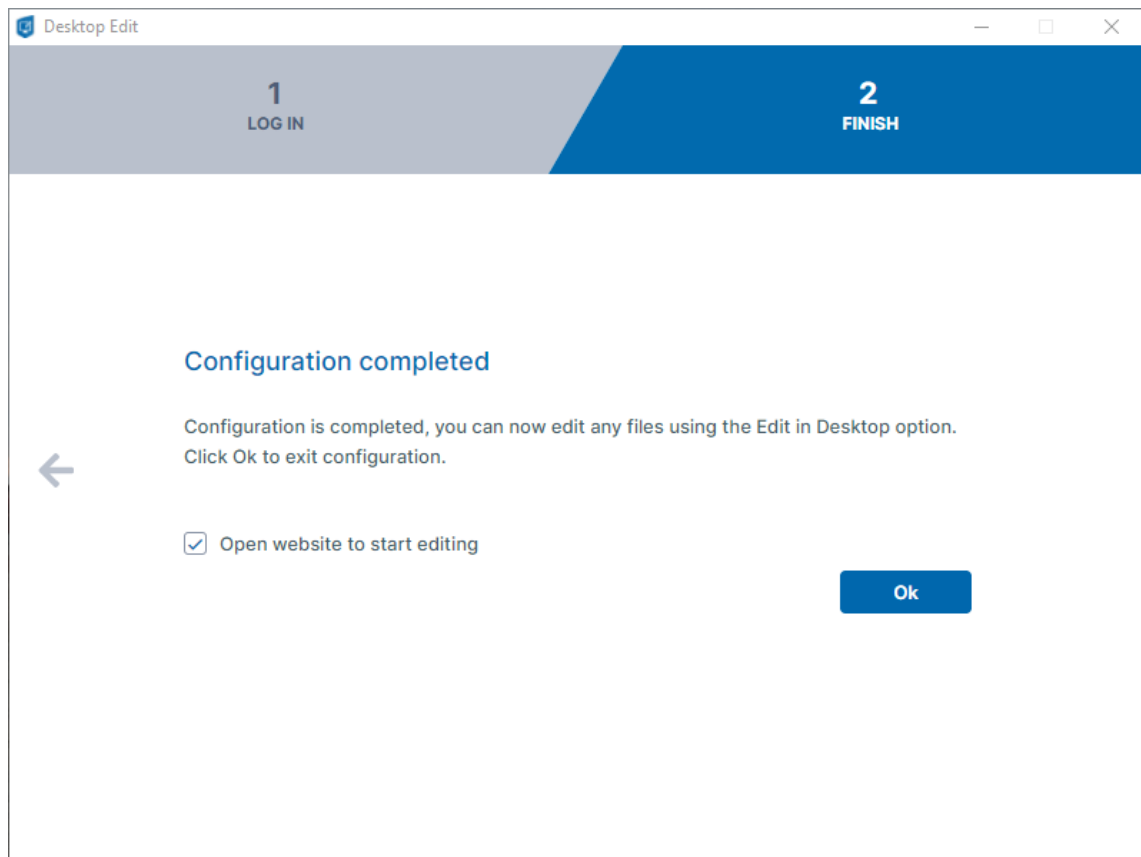 Desktop Edit
1
LOG IN
2
FINISH
Configuration completed
Configuration is completed, you can now edit any files using the Edit in Desktop option.
Click Ok to exit configuration.
Open website to start editing
Ok